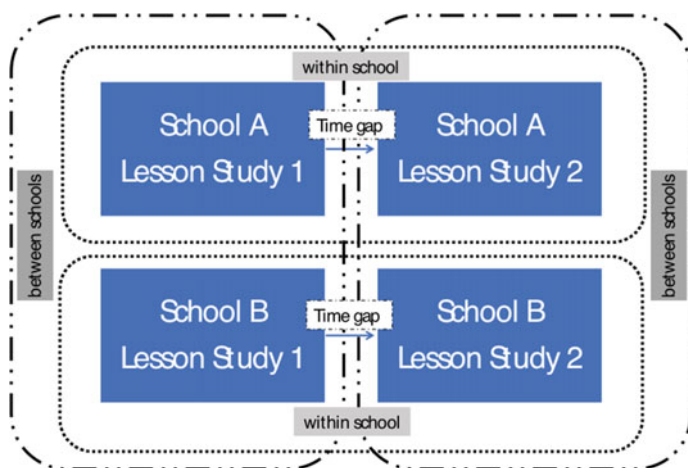 within school
School A
Lesson Study 1
Time gap
School A
Lesson Study 2
between schools
between schools
School B
Lesson Study 1
Time gap
School B
Lesson Study 2
within school